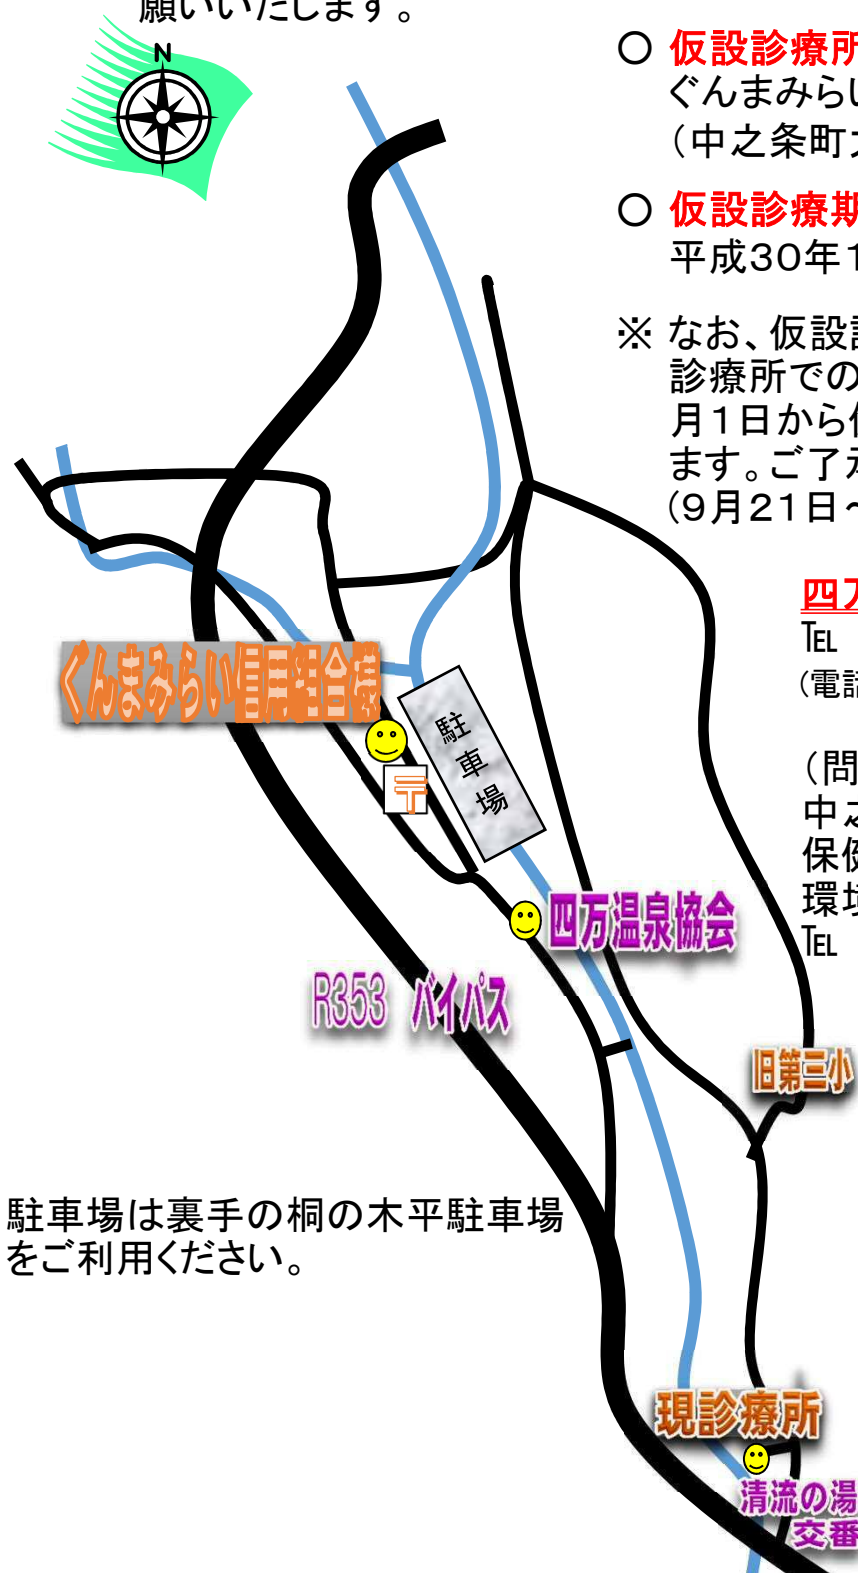 願いいたします。
N
○ 仮設診療所
ぐんまみらい
(中之条町
○ 仮設診療期
平成30年1
※ なお、仮設
診療所での
月1日から
ます。ご了
(9月21日~
四万
℡
(電話
(問
中之
保健
環境
℡
ぐんまみらい信用組合様
〒
駐車場
四万温泉協会
R353 バイパス
旧第三小
駐車場は裏手の桐の木平駐車場
をご利用ください。
現診療所
清流の湯
交番